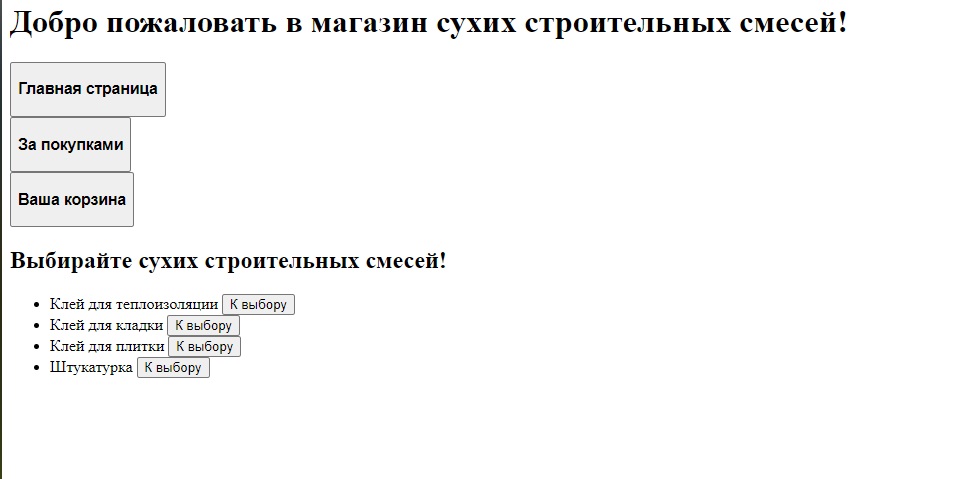 Добро пожаловать в магазин сухих строительных смесей!
Главная страница
За покупками
Ваша корзина
Выбирайте сухих строительных смесей!
Клей для теплоизоляции К выбору
Клей для кладки К выбору
Клей для плитки К выбору
Штукатурка К выбору